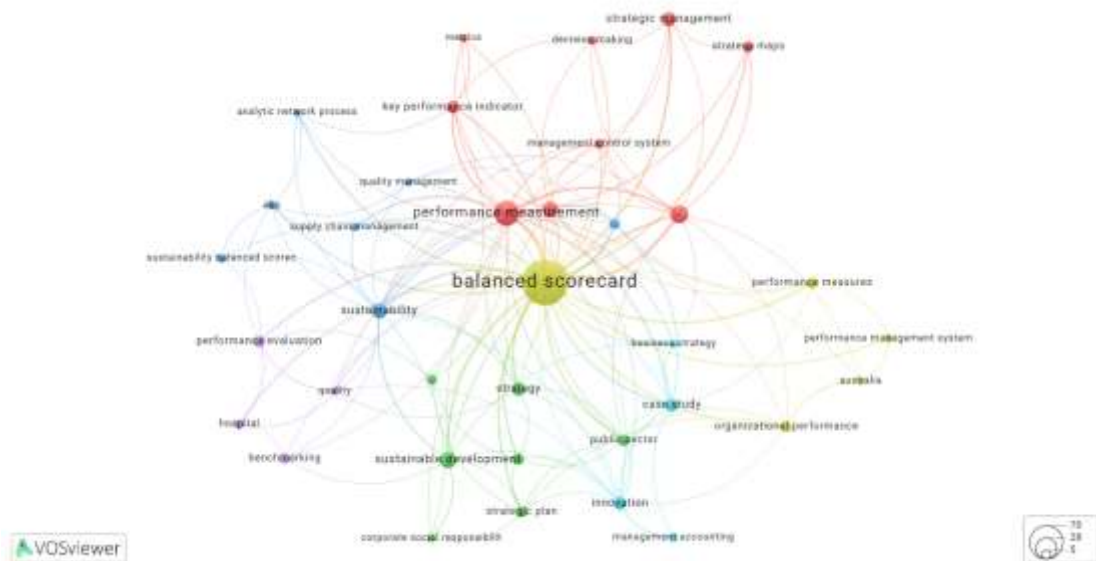 strategic management
decision making
strategy maps
key performance indicator
analytic network process
management control system
quality management
performance measurement
supply chain management
sustainability balanced scorec
balanced scorecard
performance measures
sustainability
performance evaluation
business strategy
performance management system
quality
strategy
australia
case study
hospital
organizational performance
public sector
benchmarking
sustainable development
innovation
strategic plan
corporate social responsibilit
management accounting
VOSviewer
70
28
5